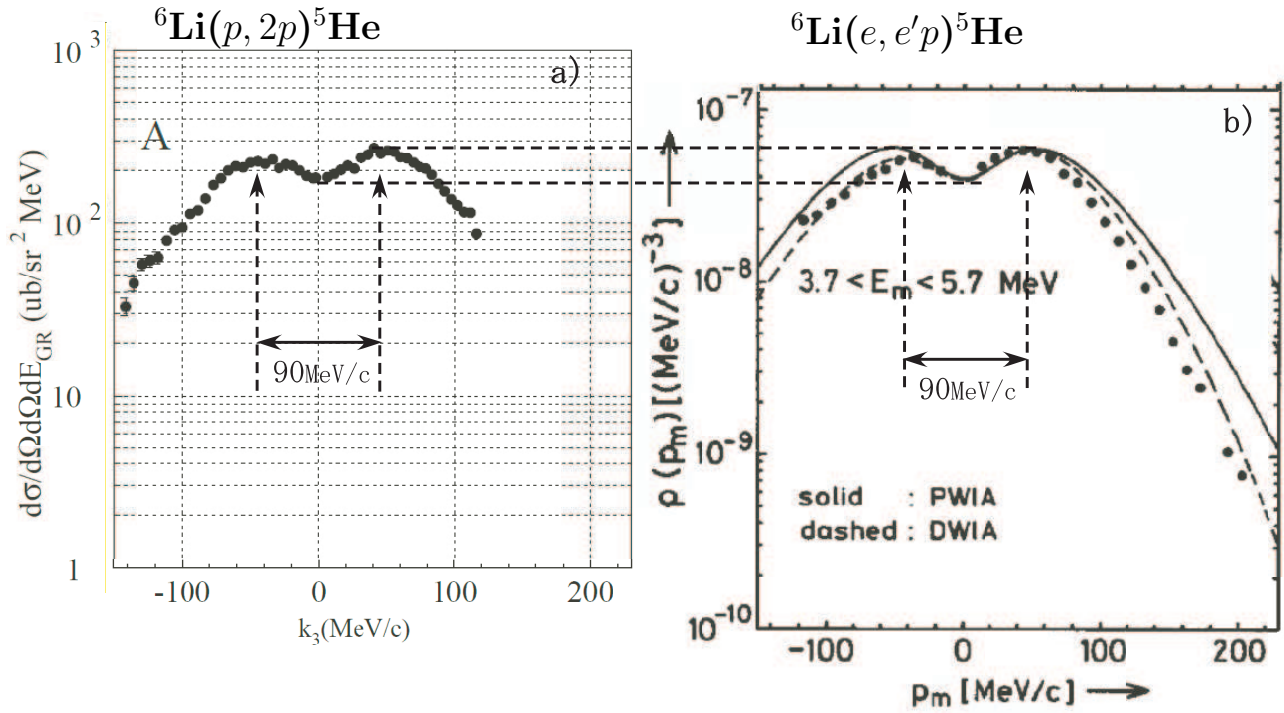 ⁶Li(p, 2p)⁵He
⁶Li(e, e′p)⁵He
a)
A
10³
10²
10
1
dσ/dΩdΩdE_GR (ub/sr² MeV)
90MeV/c
-100 0 100 200
k₃(MeV/c)
b)
10⁻⁷
10⁻⁸
10⁻⁹
10⁻¹⁰
ρ(p_m)[(MeV/c)⁻³]
3.7 < E_m < 5.7 MeV
90MeV/c
solid : PWIA
dashed : DWIA
-100 0 100 200
p_m [MeV/c]